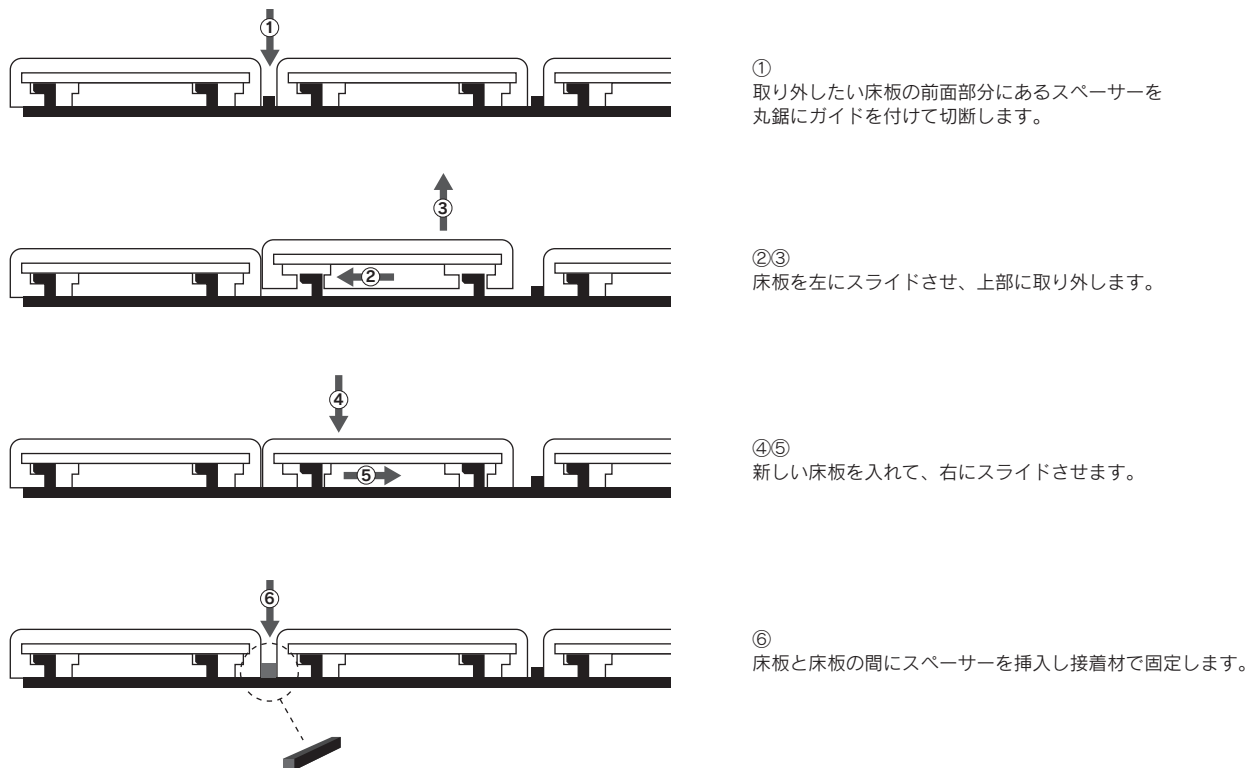 ①
①
取り外したい床板の前面部分にあるスペーサーを
丸鋸にガイドを付けて切断します。
③
②
②③
床板を左にスライドさせ、上部に取り外します。
④
⑤
④⑤
新しい床板を入れて、右にスライドさせます。
⑥
⑥
床板と床板の間にスペーサーを挿入し接着材で固定します。